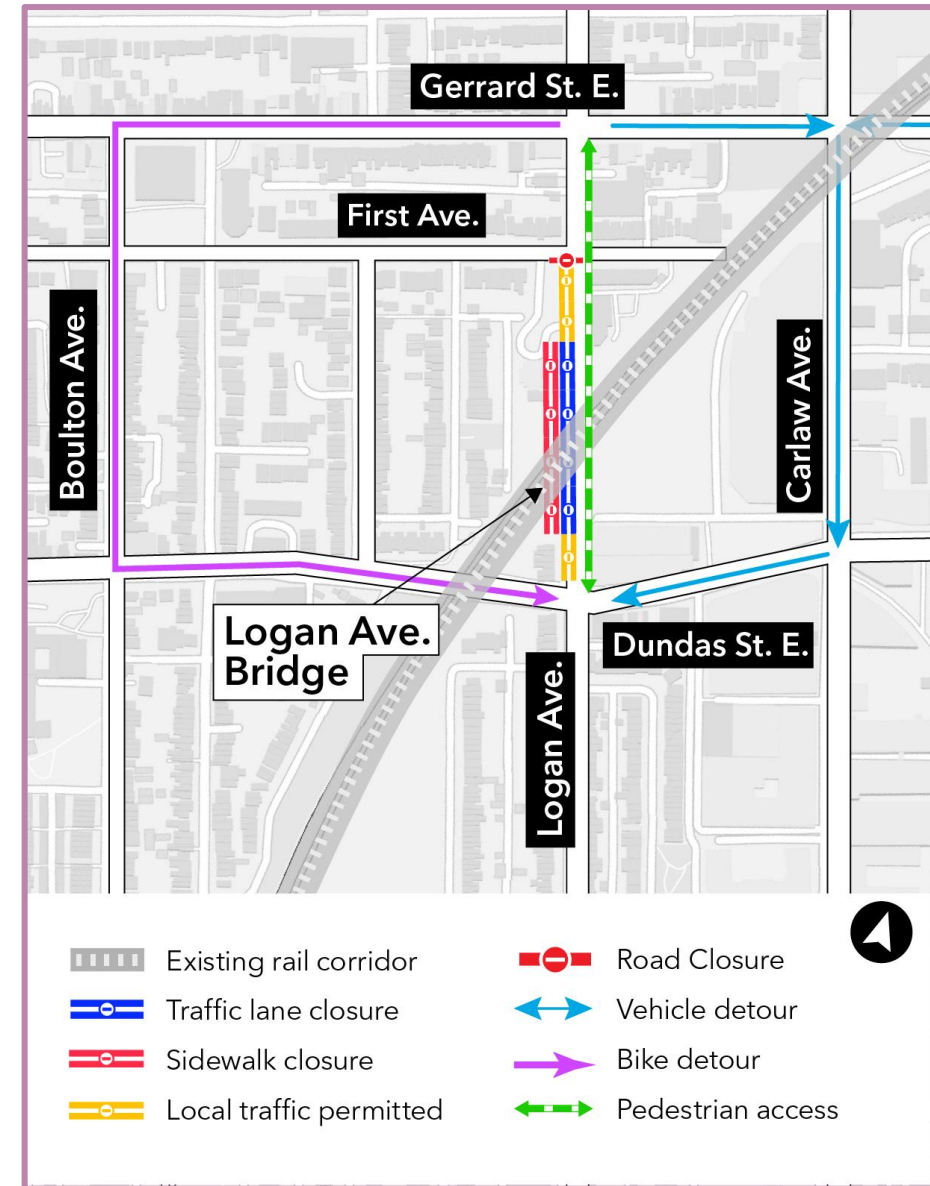 Gerrard St. E.
First Ave.
Boulton Ave.
Carlaw Ave.
Logan Ave.
Bridge
Dundas St. E.
Logan Ave.
Existing rail corridor
Traffic lane closure
Sidewalk closure
Local traffic permitted
Road Closure
Vehicle detour
Bike detour
Pedestrian access